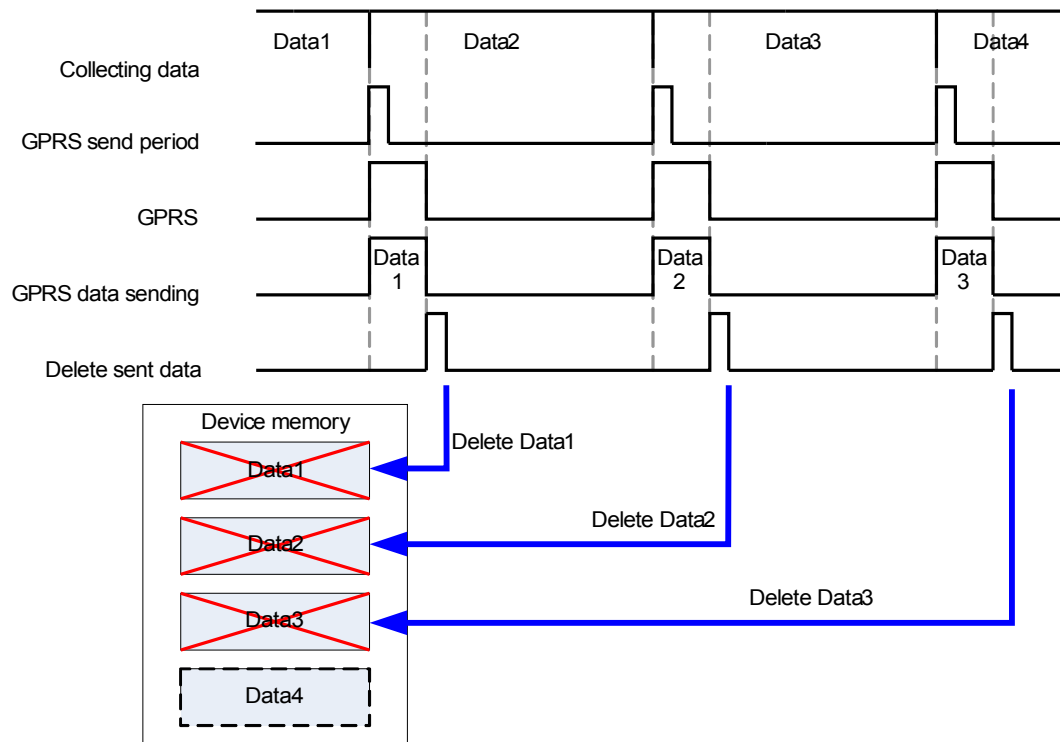 Data1
Data2
Data3
Data4
Collecting data
GPRS send period
GPRS
Data
1
Data
2
Data
3
GPRS data sending
Delete sent data
Device memory
Delete Data1
Data1
Delete Data2
Data2
Delete Data3
Data3
Data4